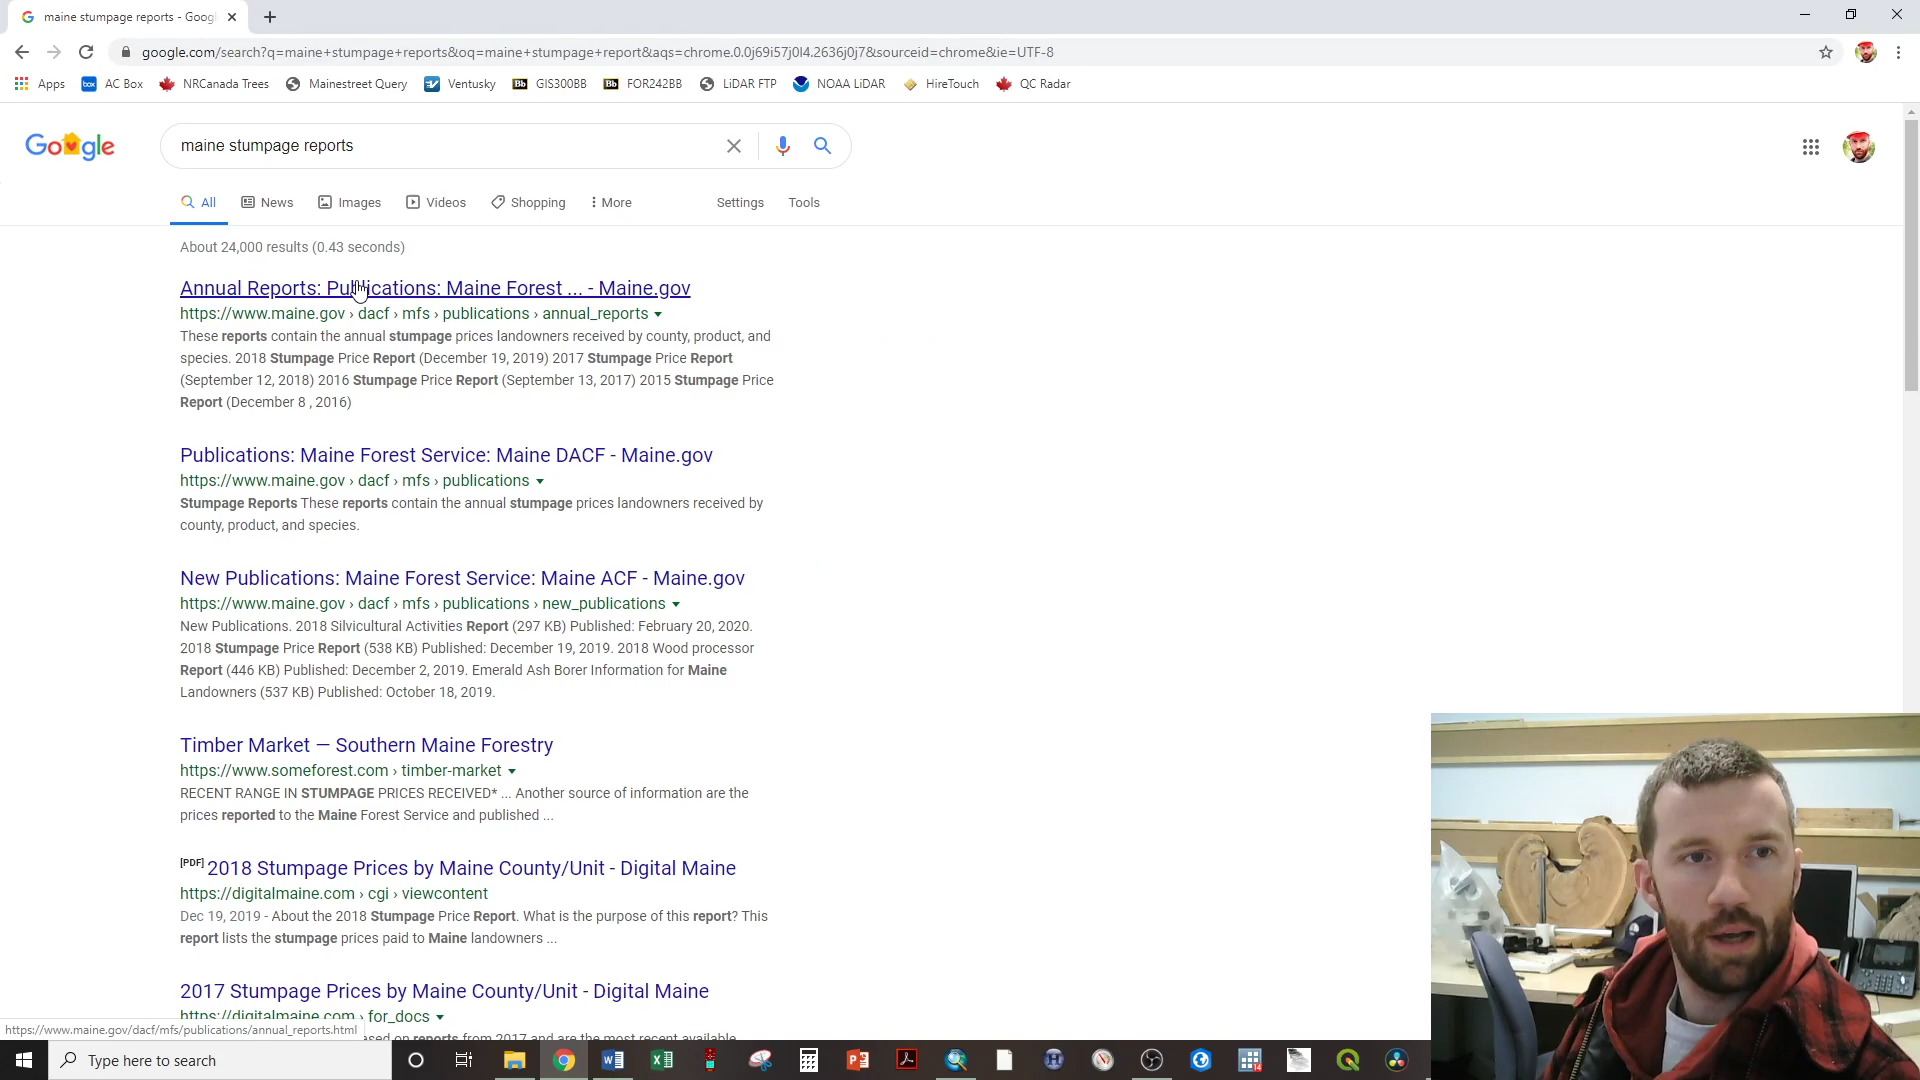 maine stumpage reports - Goog
google.com/search?q=maine+stumpage+reports&oq=maine+stumpage+report&aqs=chrome.0.0j69i57j0l4.2636j0j7&sourceid=chrome&ie=UTF-8
Apps AC Box NRCanada Trees Mainestreet Query Ventusky GIS300BB FOR242BB LiDAR FTP NOAA LiDAR HireTouch QC Radar
Google
maine stumpage reports
All News Images Videos Shopping More Settings Tools
About 24,000 results (0.43 seconds)
Annual Reports: Publications: Maine Forest ... - Maine.gov
https://www.maine.gov › dacf › mfs › publications › annual_reports
These reports contain the annual stumpage prices landowners received by county, product, and
species. 2018 Stumpage Price Report (December 19, 2019) 2017 Stumpage Price Report
(September 12, 2018) 2016 Stumpage Price Report (September 13, 2017) 2015 Stumpage Price
Report (December 8 , 2016)
Publications: Maine Forest Service: Maine DACF - Maine.gov
https://www.maine.gov › dacf › mfs › publications
Stumpage Reports These reports contain the annual stumpage prices landowners received by
county, product, and species.
New Publications: Maine Forest Service: Maine ACF - Maine.gov
https://www.maine.gov › dacf › mfs › publications › new_publications
New Publications. 2018 Silvicultural Activities Report (297 KB) Published: February 20, 2020.
2018 Stumpage Price Report (538 KB) Published: December 19, 2019. 2018 Wood processor
Report (446 KB) Published: December 2, 2019. Emerald Ash Borer Information for Maine
Landowners (537 KB) Published: October 18, 2019.
Timber Market — Southern Maine Forestry
https://www.someforest.com › timber-market
RECENT RANGE IN STUMPAGE PRICES RECEIVED* ... Another source of information are the
prices reported to the Maine Forest Service and published ...
[PDF] 2018 Stumpage Prices by Maine County/Unit - Digital Maine
https://digitalmaine.com › cgi › viewcontent
Dec 19, 2019 - About the 2018 Stumpage Price Report. What is the purpose of this report? This
report lists the stumpage prices paid to Maine landowners ...
2017 Stumpage Prices by Maine County/Unit - Digital Maine
https://digitalmaine.com › for_docs
https://www.maine.gov/dacf/mfs/publications/annual_reports.html
reports from 2017 and are the most recent available
Type here to search